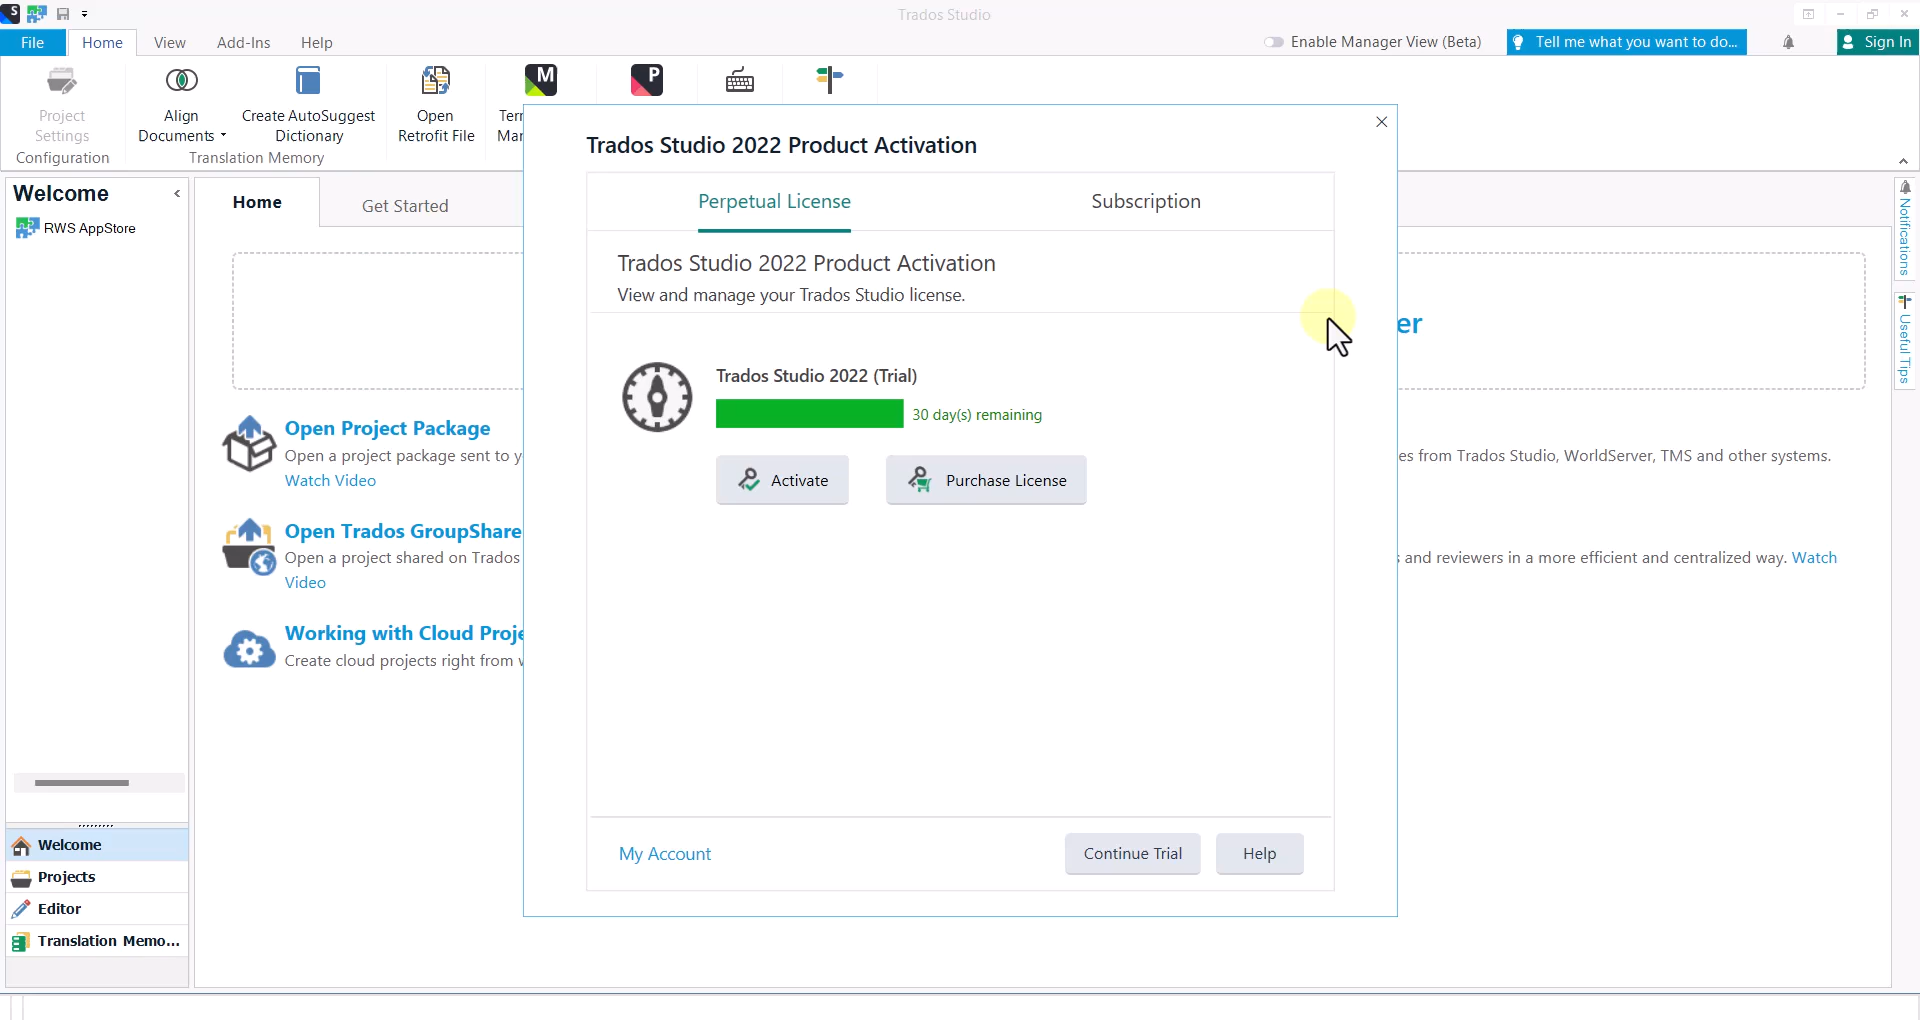 Trados Studio
File
Home
View
Add-Ins
Help
Enable Manager View (Beta)
Tell me what you want to do...
Sign In
Project
Settings
Configuration
Align
Documents
Create AutoSuggest
Dictionary
Translation Memory
Open
Retrofit File
M
P
Welcome
RWS AppStore
Home
Get Started
Open Project Package
Open a project package sent to
Watch Video
es from Trados Studio, WorldServer, TMS and other systems.
Open Trados GroupShare
Open a project shared on Trados
Video
and reviewers in a more efficient and centralized way. Watch
Working with Cloud Proje
Create cloud projects right from
er
Trados Studio 2022 Product Activation
Perpetual License
Subscription
Trados Studio 2022 Product Activation
View and manage your Trados Studio license.
Trados Studio 2022 (Trial)
30 day(s) remaining
Activate
Purchase License
My Account
Continue Trial
Help
Notifications
Useful Tips
Welcome
Projects
Editor
Translation Memo...